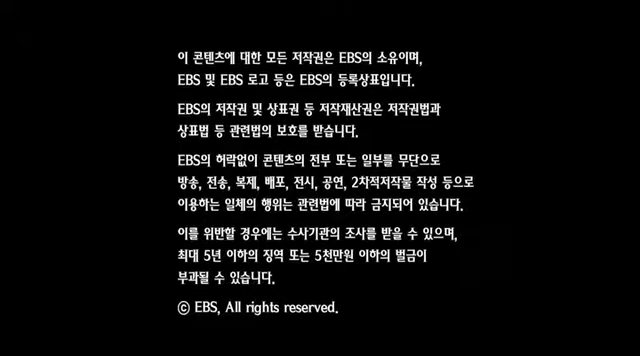 이 콘텐츠에 대한 모든 저작권은 EBS의 소유이며,
EBS 및 EBS 로고 등은 EBS의 등록상표입니다.
EBS의 저작권 및 상표권 등 저작재산권은 저작권법과
상표법 등 관련법의 보호를 받습니다.
EBS의 허락없이 콘텐츠의 전부 또는 일부를 무단으로
방송, 전송, 복제, 배포, 전시, 공연, 2차적저작물 작성 등으로
이용하는 일체의 행위는 관련법에 따라 금지되어 있습니다.
이를 위반할 경우에는 수사기관의 조사를 받을 수 있으며,
최대 5년 이하의 징역 또는 5천만원 이하의 벌금이
부과될 수 있습니다.
ⓒ EBS, All rights reserved.